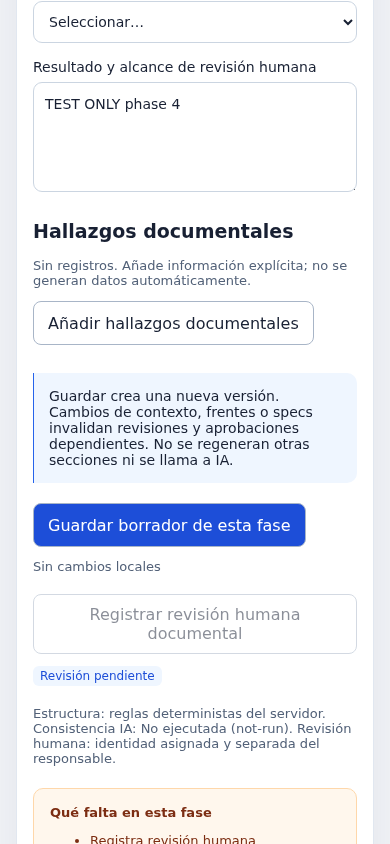 Seleccionar...
Resultado y alcance de revisión humana
TEST ONLY phase 4
Hallazgos documentales
Sin registros. Añade información explícita; no se
generan datos automáticamente.
Añadir hallazgos documentales
Guardar crea una nueva versión.
Cambios de contexto, frentes o specs
invalidan revisiones y aprobaciones
dependientes. No se regeneran otras
secciones ni se llama a IA.
Guardar borrador de esta fase
Sin cambios locales
Registrar revisión humana
documental
Revisión pendiente
Estructura: reglas deterministas del servidor.
Consistencia IA: No ejecutada (not-run). Revisión
humana: identidad asignada y separada del
responsable.
Qué falta en esta fase
• Registra revisión humana